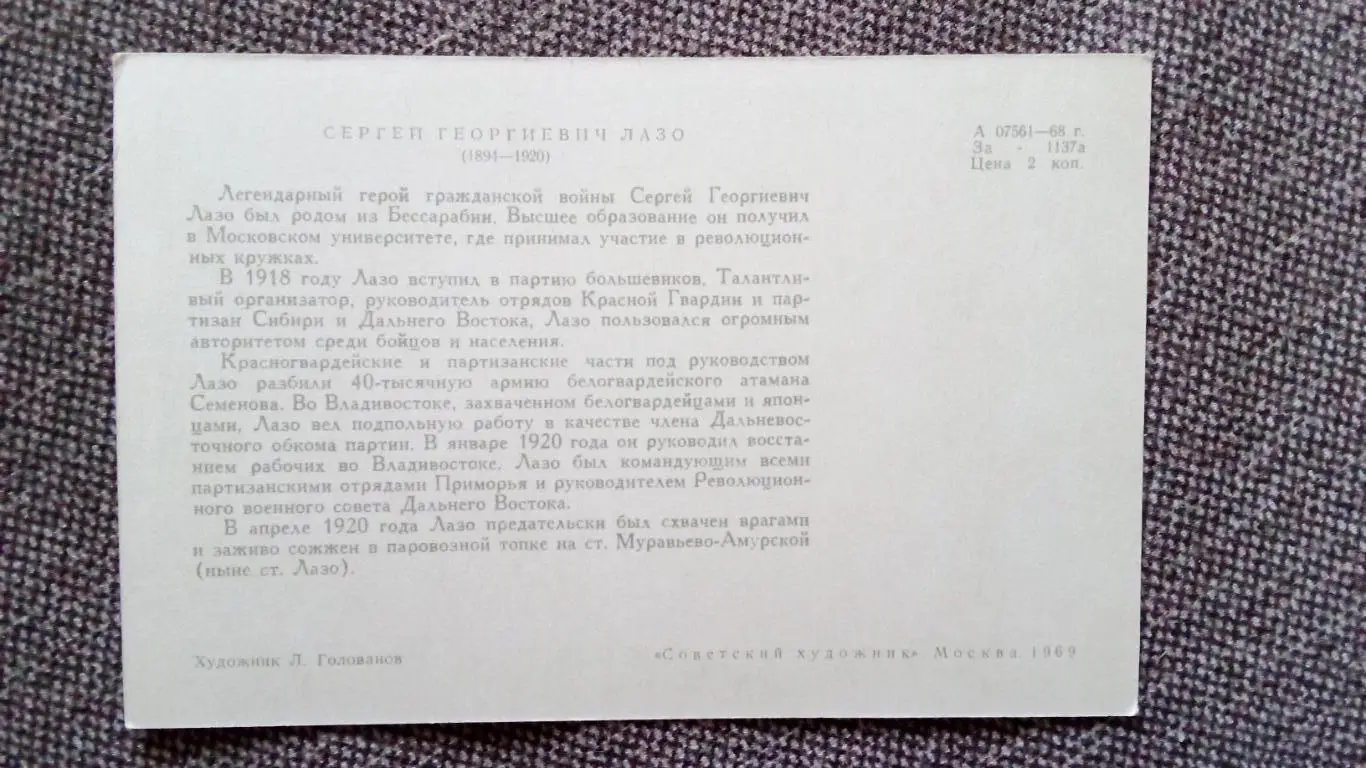 СЕРГЕЙ ГЕОРГИЕВИЧ ЛАЗО
(1894—1920)
А 07561—68 г.
За - 1137а
Цена 2 коп.
Легендарный герой гражданской войны Сергей Георгиевич
Лазо был родом из Бессарабии. Высшее образование он получил
в Московском университете, где принимал участие в революцион-
ных кружках.
В 1918 году Лазо вступил в партию большевиков. Талантли-
вый организатор, руководитель отрядов Красной Гвардии и пар-
тизан Сибири и Дальнего Востока, Лазо пользовался огромным
авторитетом среди бойцов и населения.
Красногвардейские и партизанские части под руководством
Лазо разбили 40-тысячную армию белогвардейского атамана
Семенова. Во Владивостоке, захваченном белогвардейцами и япон-
цами, Лазо вел подпольную работу в качестве члена Дальневос-
точного обкома партии. В январе 1920 года он руководил восста-
нием рабочих во Владивостоке. Лазо был командующим всеми
партизанскими отрядами Приморья и руководителем Революцион-
ного военного совета Дальнего Востока.
В апреле 1920 года Лазо предательски был схвачен врагами
и заживо сожжен в паровозной топке на ст. Муравьево-Амурской
(ныне ст. Лазо).
Художник Л. Голованов
«Советский художник» Москва 1969